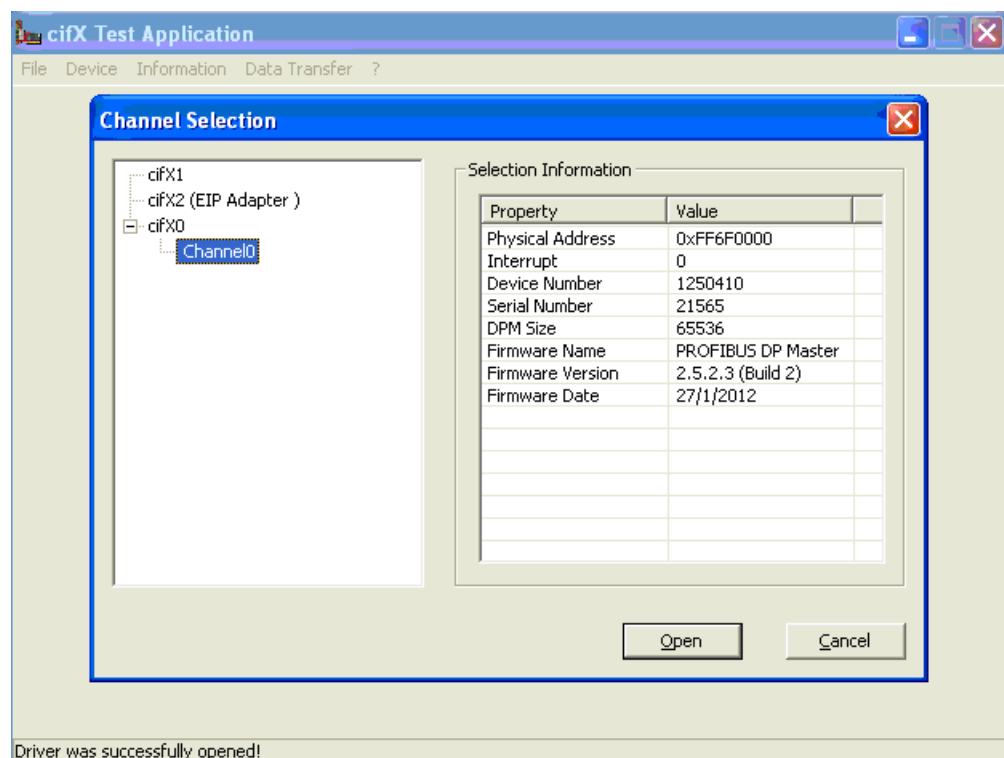 cifX Test Application
File Device Information Data Transfer ?
Channel Selection
cifX1
cifX2 (EIP Adapter )
cifX0
Channel0
Selection Information
Property Value
Physical Address 0xFF6F0000
Interrupt 0
Device Number 1250410
Serial Number 21565
DPM Size 65536
Firmware Name PROFIBUS DP Master
Firmware Version 2.5.2.3 (Build 2)
Firmware Date 27/1/2012
Open Cancel
Driver was successfully opened!